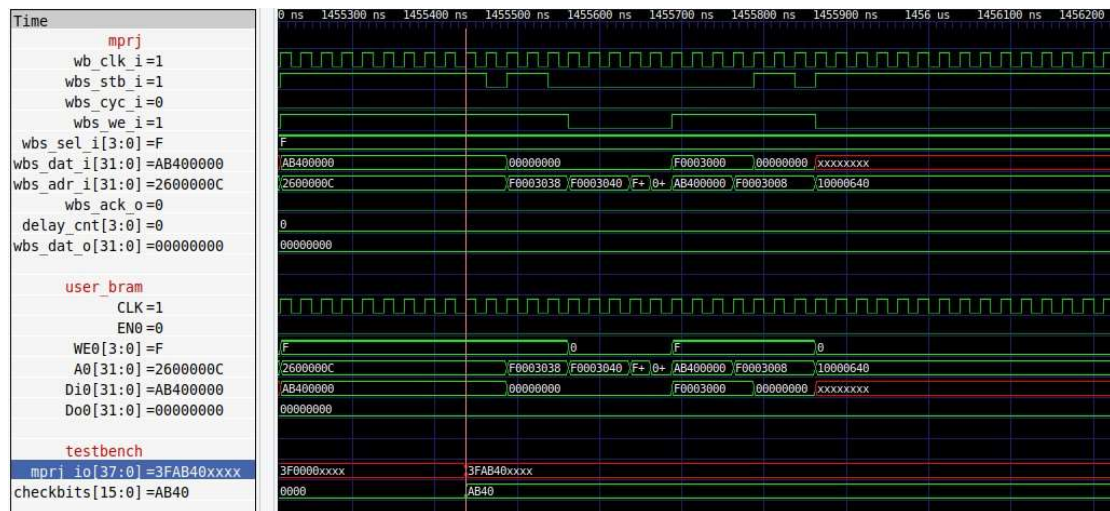 Time
0 ns 1455300 ns 1455400 ns 1455500 ns 1455600 ns 1455700 ns 1455800 ns 1455900 ns 1456 us 1456100 ns 1456200
mprj
wb_clk_i=1
wbs_stb_i=1
wbs_cyc_i=0
wbs_we_i=1
wbs_sel_i[3:0]=F F
wbs_dat_i[31:0]=AB400000 AB400000 00000000 F0003000 00000000 xxxxxxxx
wbs_adr_i[31:0]=2600000C 2600000C F0003038 F0003040 F+ 0+ AB400000 F0003008 10000640
wbs_ack_o=0
delay_cnt[3:0]=0 0
wbs_dat_o[31:0]=00000000 00000000
user_bram
CLK=1
EN0=0
WE0[3:0]=F F 0 F 0
A0[31:0]=2600000C 2600000C F0003038 F0003040 F+ 0+ AB400000 F0003008 10000640
Di0[31:0]=AB400000 AB400000 00000000 F0003000 00000000 xxxxxxxx
Do0[31:0]=00000000 00000000
testbench
mprj_io[37:0]=3FAB40xxxx 3F0000xxxx 3FAB40xxxx
checkbits[15:0]=AB40 0000 AB40